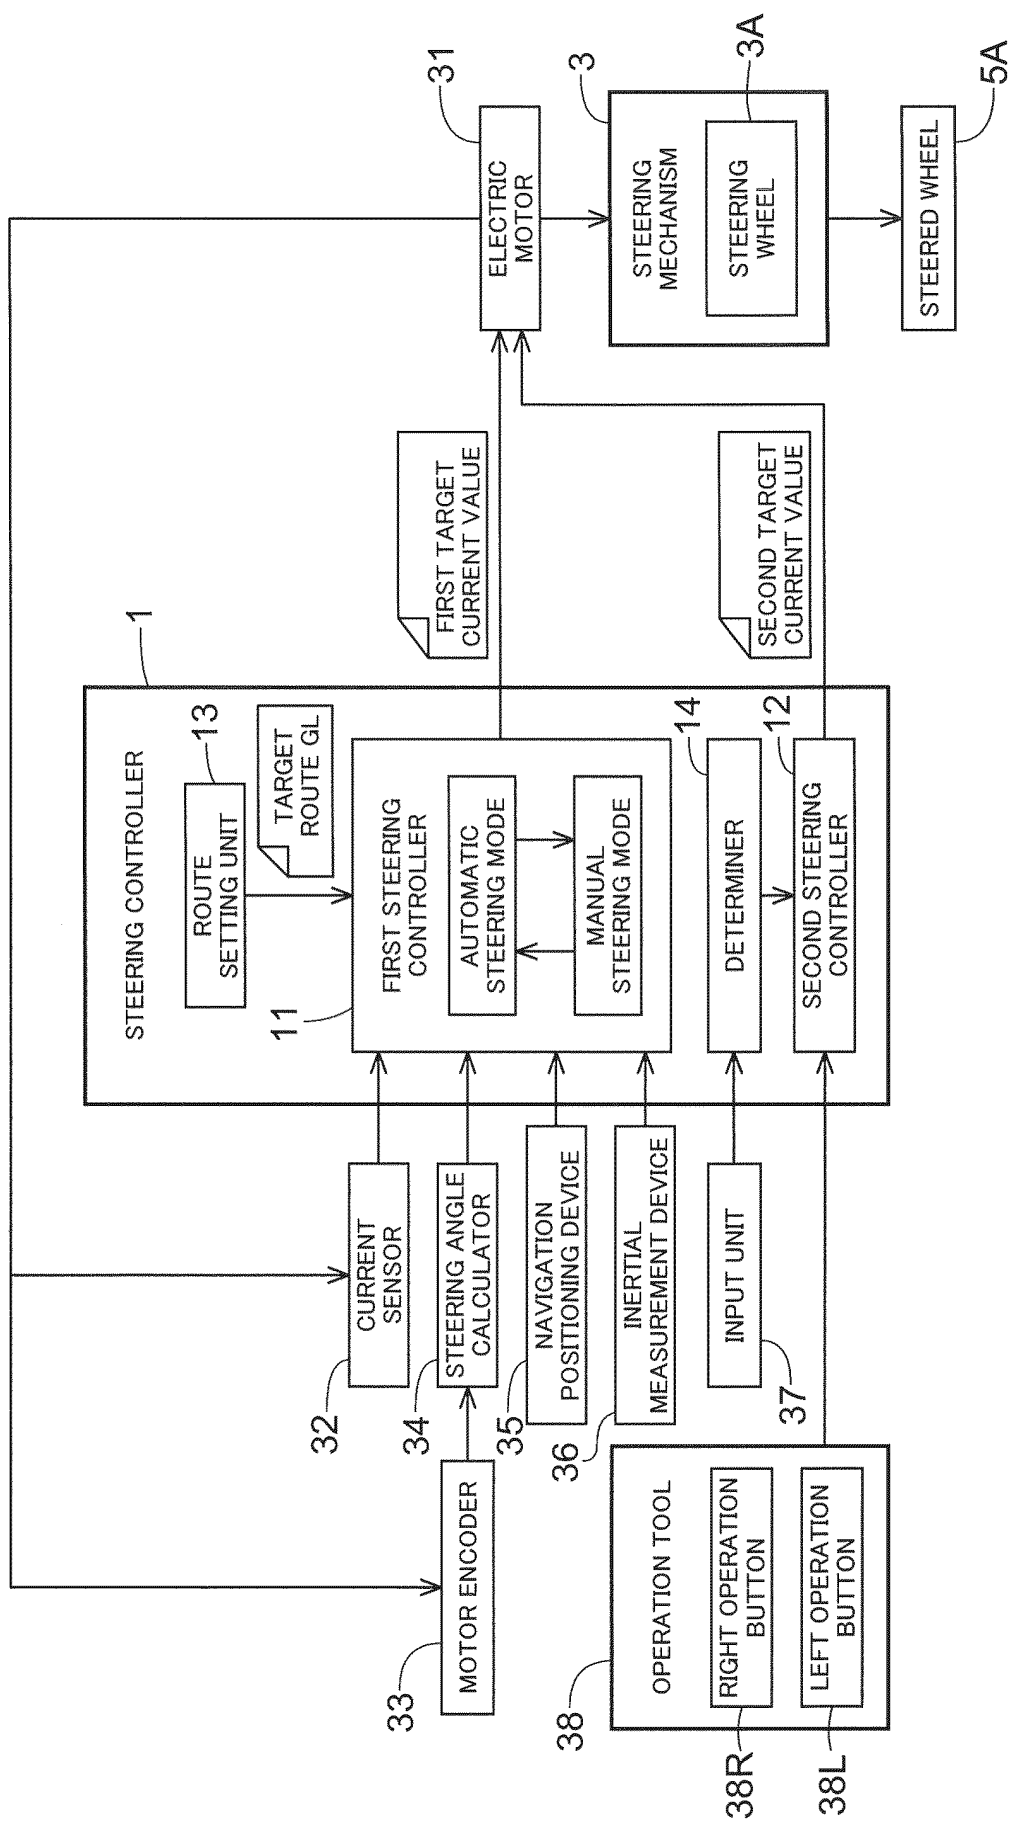 1
STEERING CONTROLLER
13
ROUTE
SETTING UNIT
TARGET
ROUTE GL
11
FIRST STEERING
CONTROLLER
AUTOMATIC
STEERING MODE
MANUAL
STEERING MODE
14
DETERMINER
12
SECOND STEERING
CONTROLLER
33
MOTOR ENCODER
32
CURRENT
SENSOR
34
STEERING ANGLE
CALCULATOR
35
NAVIGATION
POSITIONING DEVICE
36
INERTIAL
MEASUREMENT DEVICE
37
INPUT UNIT
38
OPERATION TOOL
38R
RIGHT OPERATION
BUTTON
38L
LEFT OPERATION
BUTTON
FIRST TARGET
CURRENT VALUE
SECOND TARGET
CURRENT VALUE
31
ELECTRIC
MOTOR
3
STEERING
MECHANISM
3A
STEERING
WHEEL
5A
STEERED WHEEL